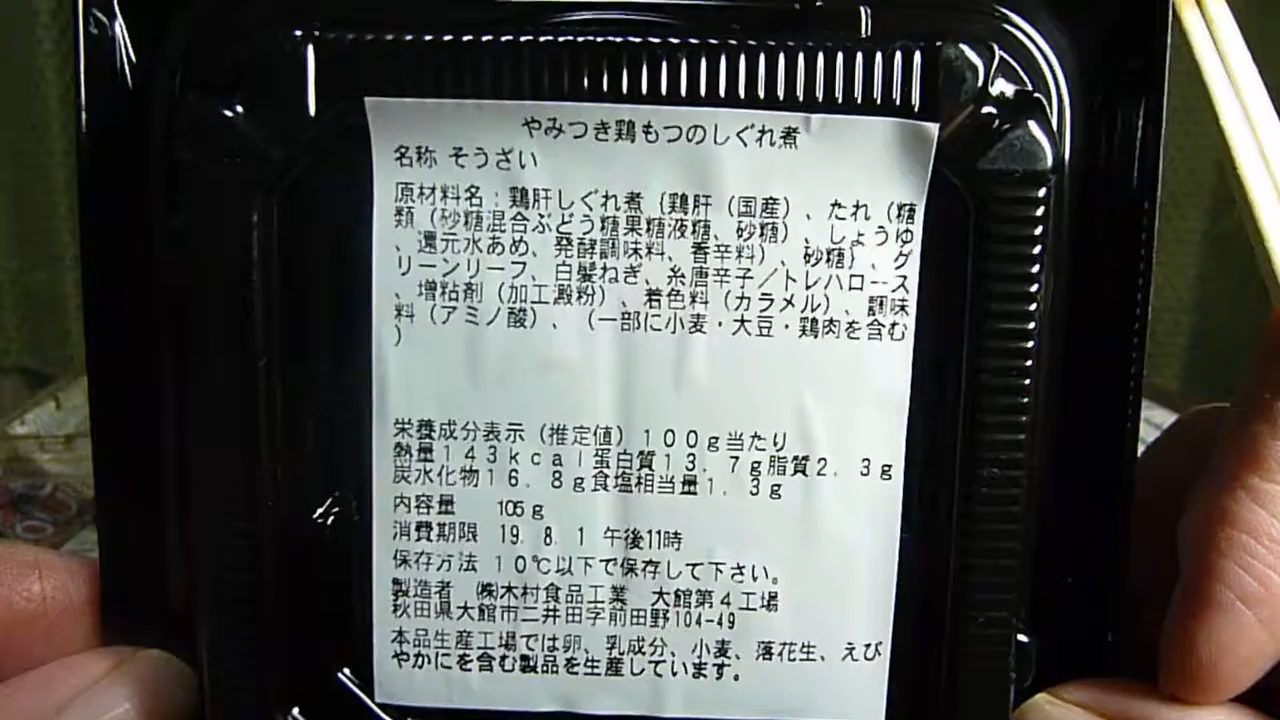 やみつき鶏もつのしぐれ煮
名称 そうざい
原材料名：鶏肝しぐれ煮｛鶏肝（国産）、たれ（糖
類（砂糖混合ぶどう糖果糖液糖、砂糖）、しょうゆ
、還元水あめ、発酵調味料、香辛料）、砂糖｝、グ
リーンリーフ、白髪ねぎ、糸唐辛子／トレハロース
、増粘剤（加工澱粉）、着色料（カラメル）、調味
料（アミノ酸）、（一部に小麦・大豆・鶏肉を含む
）
栄養成分表示（推定値）１００ｇ当たり
熱量１４３ｋｃａｌ蛋白質１３．７ｇ脂質２．３ｇ
炭水化物１６．８ｇ食塩相当量１．３ｇ
内容量 105ｇ
消費期限 19. 8. 1 午後11時
保存方法 １０℃以下で保存して下さい。
製造者 ㈱木村食品工業 大館第４工場
秋田県大館市二井田字前田野104-49
本品生産工場では卵、乳成分、小麦、落花生、えび
やかにを含む製品を生産しています。